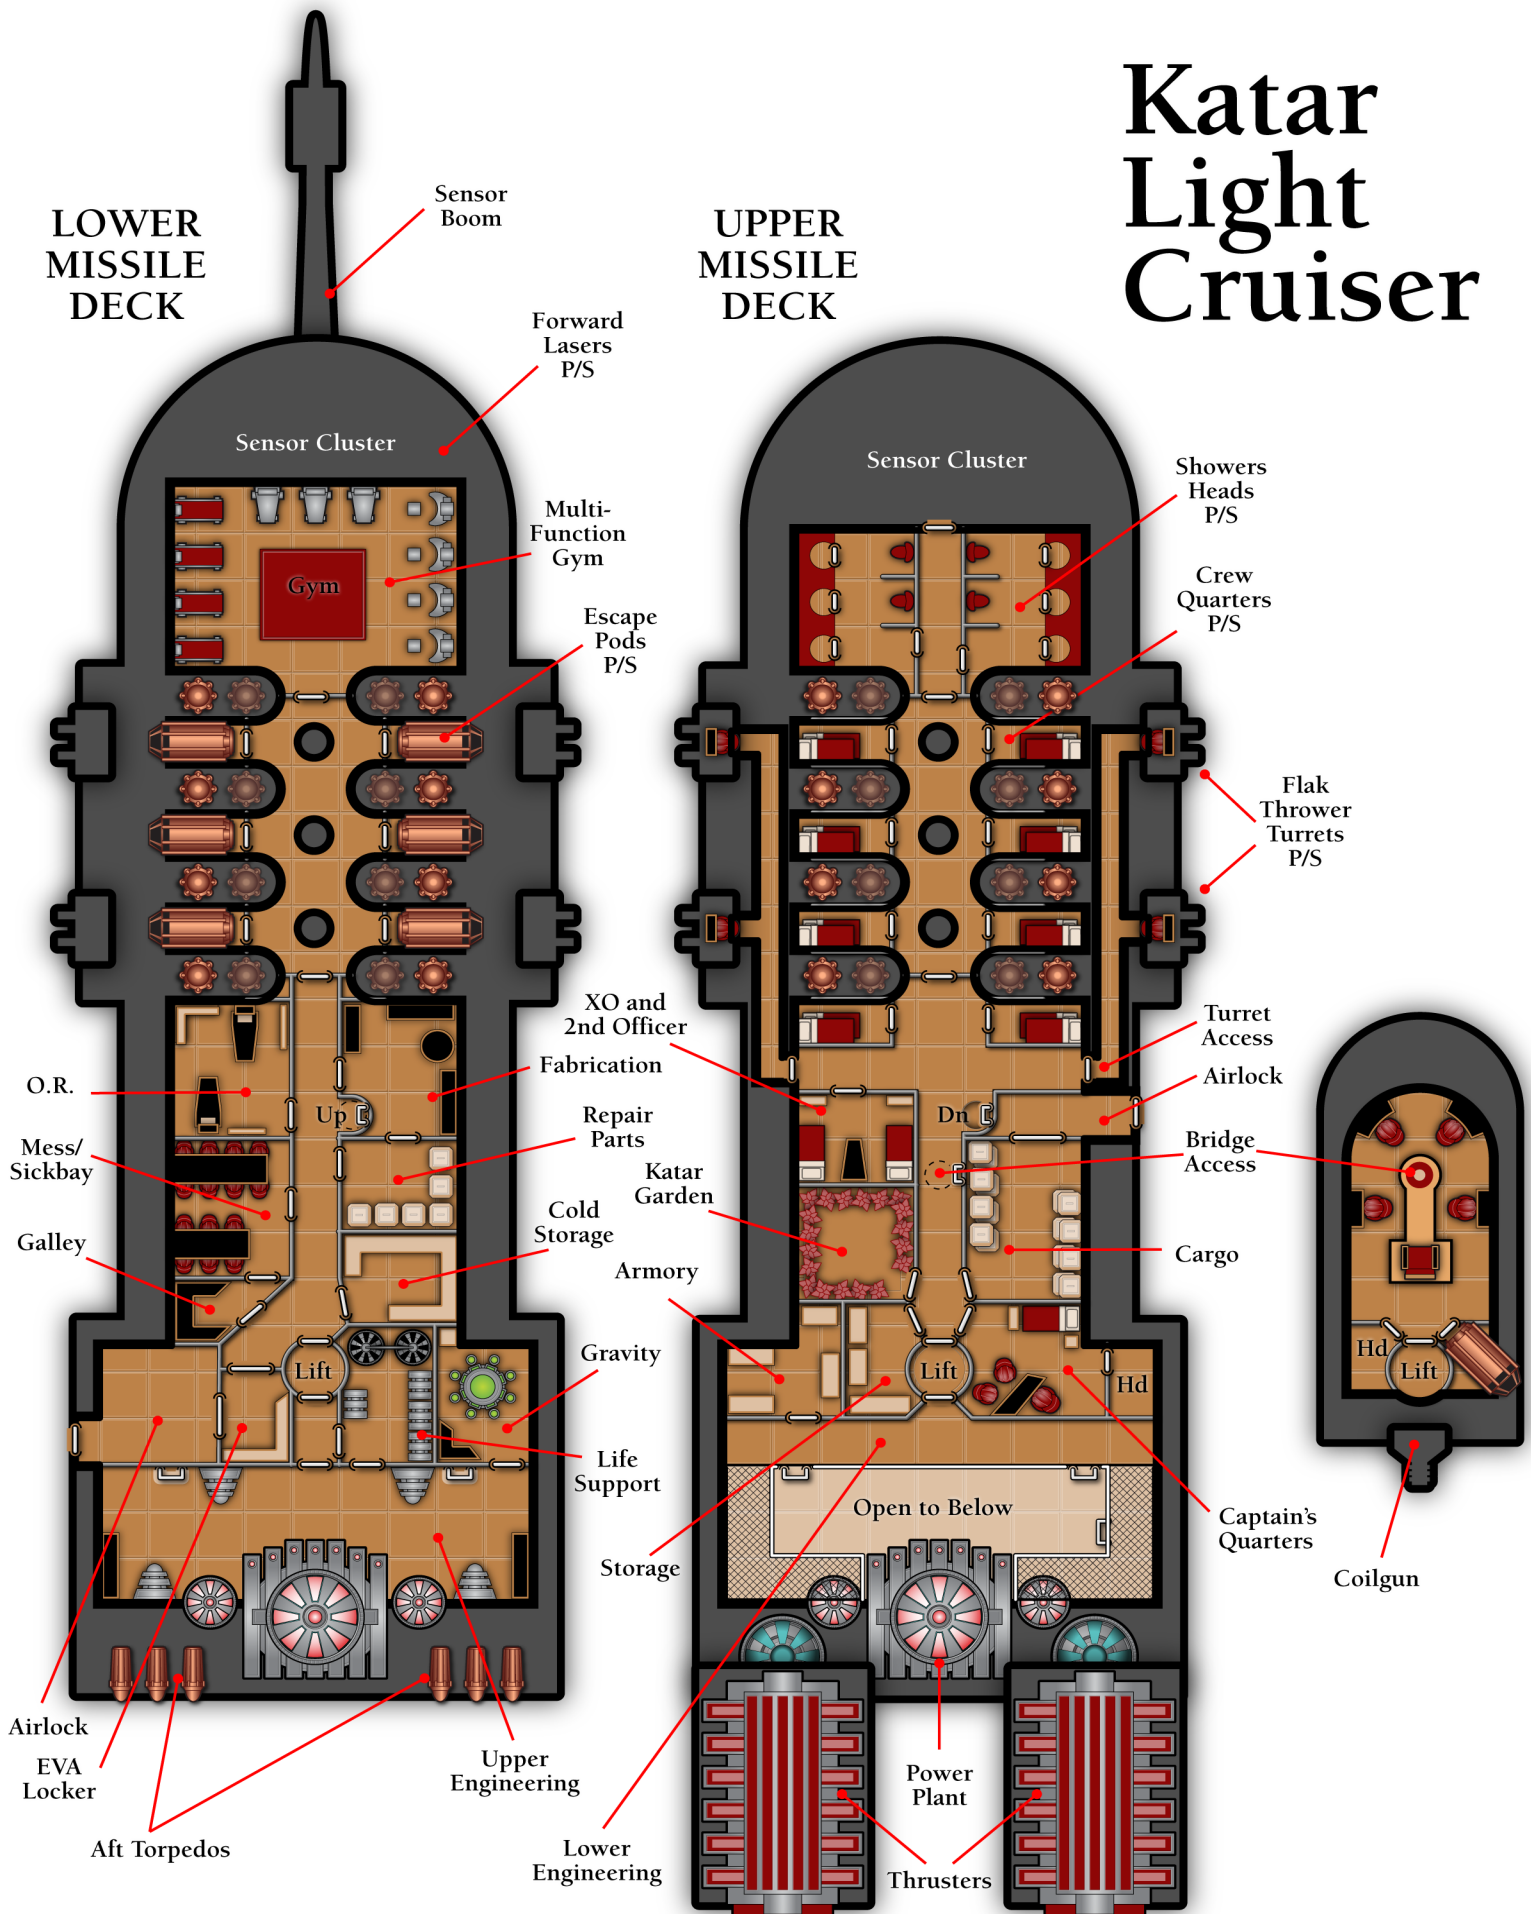 Katar
Light
Cruiser
LOWER
MISSILE
DECK
Sensor
Boom
Forward
Lasers
P/S
Sensor Cluster
Multi-
Function
Gym
Gym
Escape
Pods
P/S
O.R.
Up
Fabrication
Mess/
Sickbay
Repair
Parts
Galley
Cold
Storage
Lift
Gravity
Life
Support
Airlock
EVA
Locker
Aft Torpedos
Upper
Engineering
UPPER
MISSILE
DECK
Sensor Cluster
Showers
Heads
P/S
Crew
Quarters
P/S
Flak
Thrower
Turrets
P/S
XO and
2nd Officer
Turret
Access
Airlock
Dn
Bridge
Access
Katar
Garden
Cargo
Armory
Lift
Hd
Open to Below
Captain's
Quarters
Storage
Lower
Engineering
Power
Plant
Thrusters
Hd
Lift
Coilgun